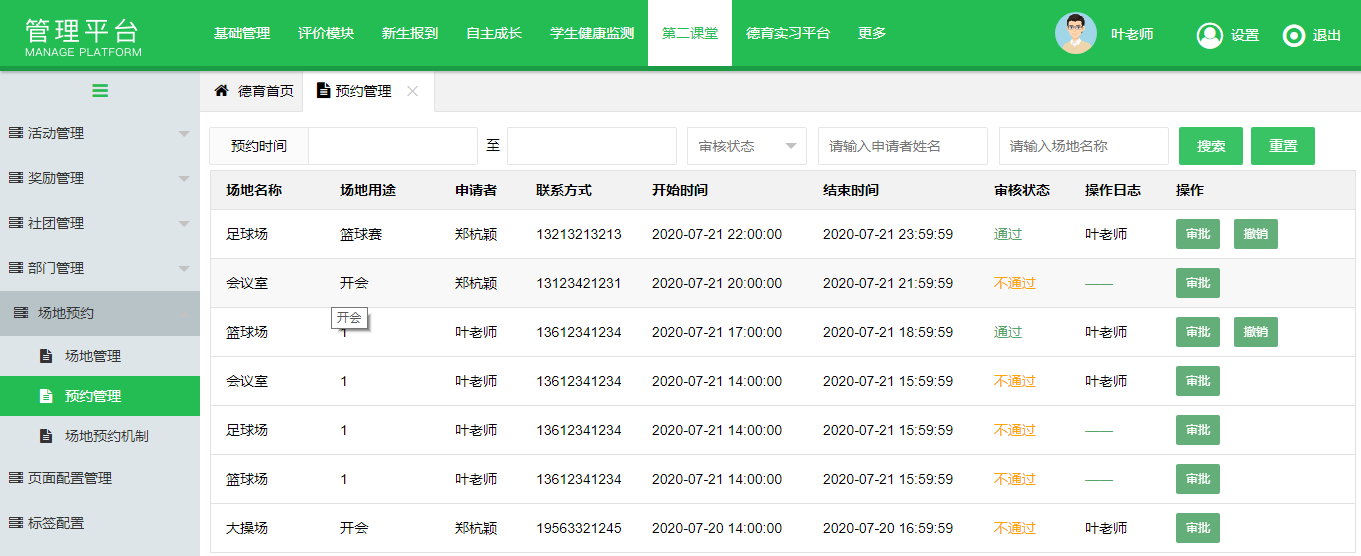 管理平台
MANAGE PLATFORM
基础管理 评价模块 新生报到 自主成长 学生健康监测 第二课堂 德育实习平台 更多 叶老师 设置 退出
德育首页 预约管理
活动管理
奖励管理
社团管理
部门管理
场地预约
场地管理
预约管理
场地预约机制
页面配置管理
标签配置
预约时间 至 审核状态 请输入申请者姓名 请输入场地名称 搜索 重置
场地名称 场地用途 申请者 联系方式 开始时间 结束时间 审核状态 操作日志 操作
足球场 篮球赛 郑杭颖 13213213213 2020-07-21 22:00:00 2020-07-21 23:59:59 通过 叶老师 审批 撤销
会议室 开会 郑杭颖 13123421231 2020-07-21 20:00:00 2020-07-21 21:59:59 不通过 —— 审批
开会
篮球场 1 叶老师 13612341234 2020-07-21 17:00:00 2020-07-21 18:59:59 通过 叶老师 审批 撤销
会议室 1 叶老师 13612341234 2020-07-21 14:00:00 2020-07-21 15:59:59 不通过 叶老师 审批
足球场 1 叶老师 13612341234 2020-07-21 14:00:00 2020-07-21 15:59:59 不通过 —— 审批
篮球场 1 叶老师 13612341234 2020-07-21 14:00:00 2020-07-21 15:59:59 不通过 —— 审批
大操场 开会 郑杭颖 19563321245 2020-07-20 14:00:00 2020-07-20 16:59:59 不通过 叶老师 审批